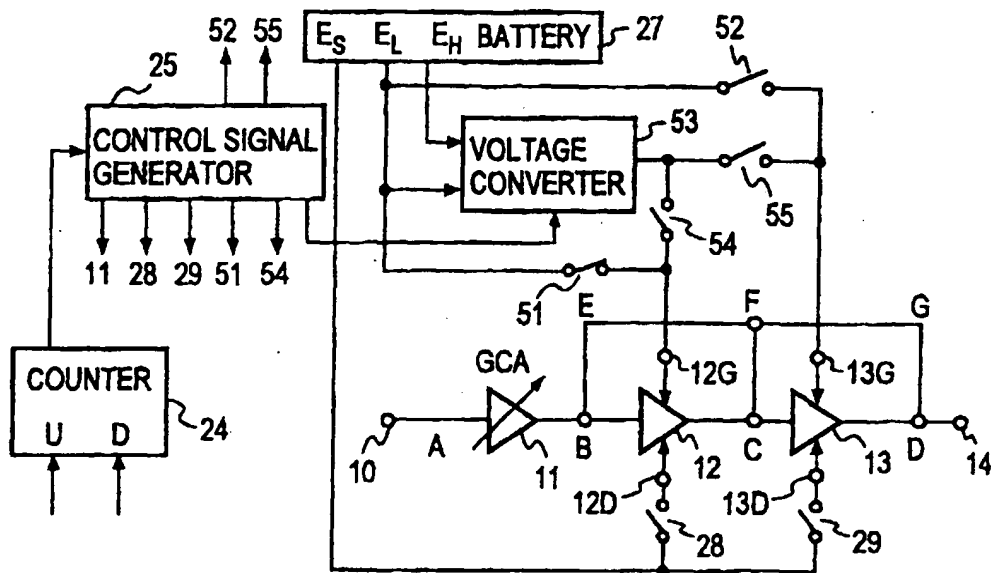 52 55
E_S E_L E_H BATTERY
27
52
25
CONTROL SIGNAL
GENERATOR
VOLTAGE
CONVERTER
53
55
54
11 28 29 51 54
51
E F G
COUNTER
U D
24
GCA
12G
13G
10
A
11
B
12
C
13
D
14
12D
13D
28
29